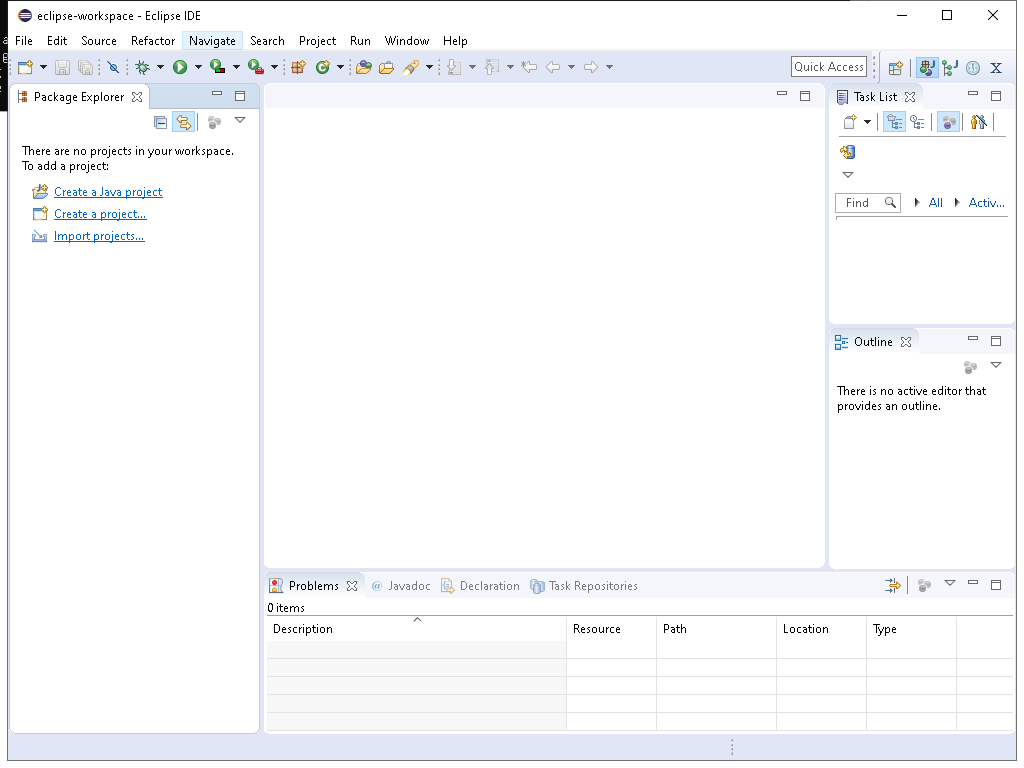 eclipse-workspace - Eclipse IDE
File Edit Source Refactor Navigate Search Project Run Window Help
Quick Access
Package Explorer
There are no projects in your workspace.
To add a project:
Create a Java project
Create a project...
Import projects...
Task List
Find All Activ...
Outline
There is no active editor that
provides an outline.
Problems @ Javadoc Declaration Task Repositories
0 items
Description Resource Path Location Type